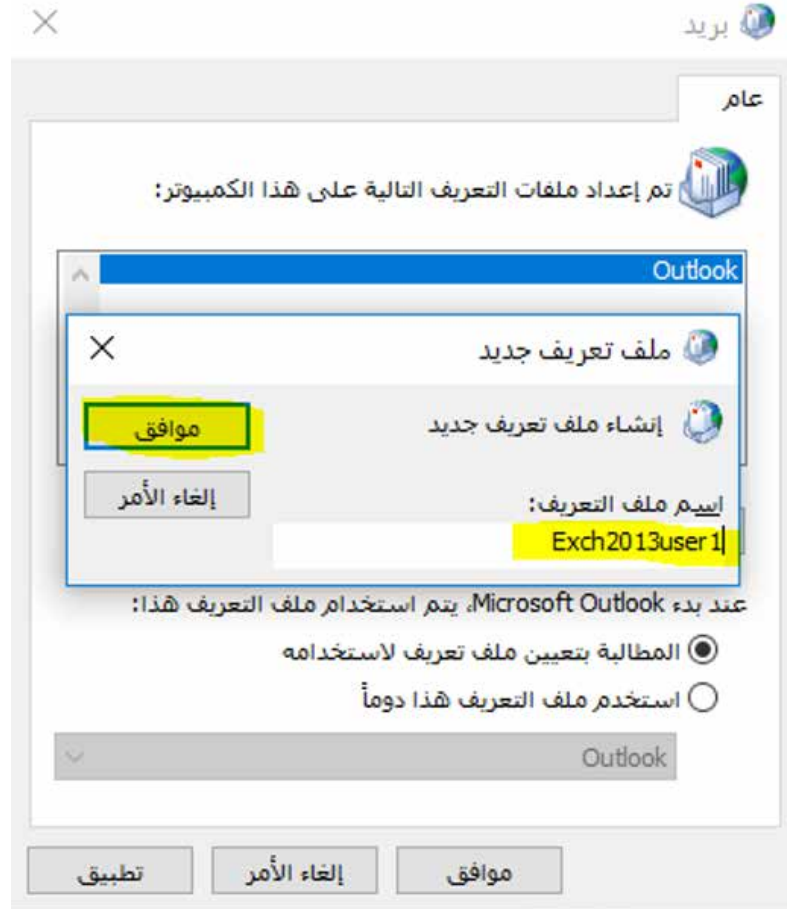 بريد
عام
تم إعداد ملفات التعريف التالية على هذا الكمبيوتر:
Outlook
ملف تعريف جديد
إنشاء ملف تعريف جديد
موافق
إلغاء الأمر
اسم ملف التعريف:
Exch2013user1
عند بدء Microsoft Outlook، يتم استخدام ملف التعريف هذا:
المطالبة بتعيين ملف تعريف لاستخدامه
استخدم ملف التعريف هذا دوماً
Outlook
موافق إلغاء الأمر تطبيق